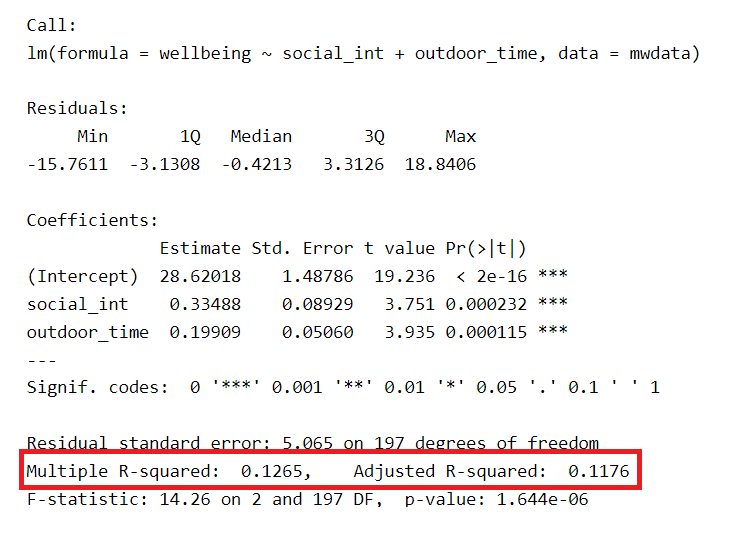 Call:
lm(formula = wellbeing ~ social_int + outdoor_time, data = mwdata)
Residuals:
     Min       1Q   Median       3Q      Max
-15.7611  -3.1308  -0.4213   3.3126  18.8406
Coefficients:
             Estimate Std. Error t value Pr(>|t|)
(Intercept)  28.62018    1.48786  19.236  < 2e-16 ***
social_int    0.33488    0.08929   3.751 0.000232 ***
outdoor_time  0.19909    0.05060   3.935 0.000115 ***
---
Signif. codes:  0 '***' 0.001 '**' 0.01 '*' 0.05 '.' 0.1 ' ' 1
Residual standard error: 5.065 on 197 degrees of freedom
Multiple R-squared:  0.1265,    Adjusted R-squared:  0.1176
F-statistic: 14.26 on 2 and 197 DF,  p-value: 1.644e-06